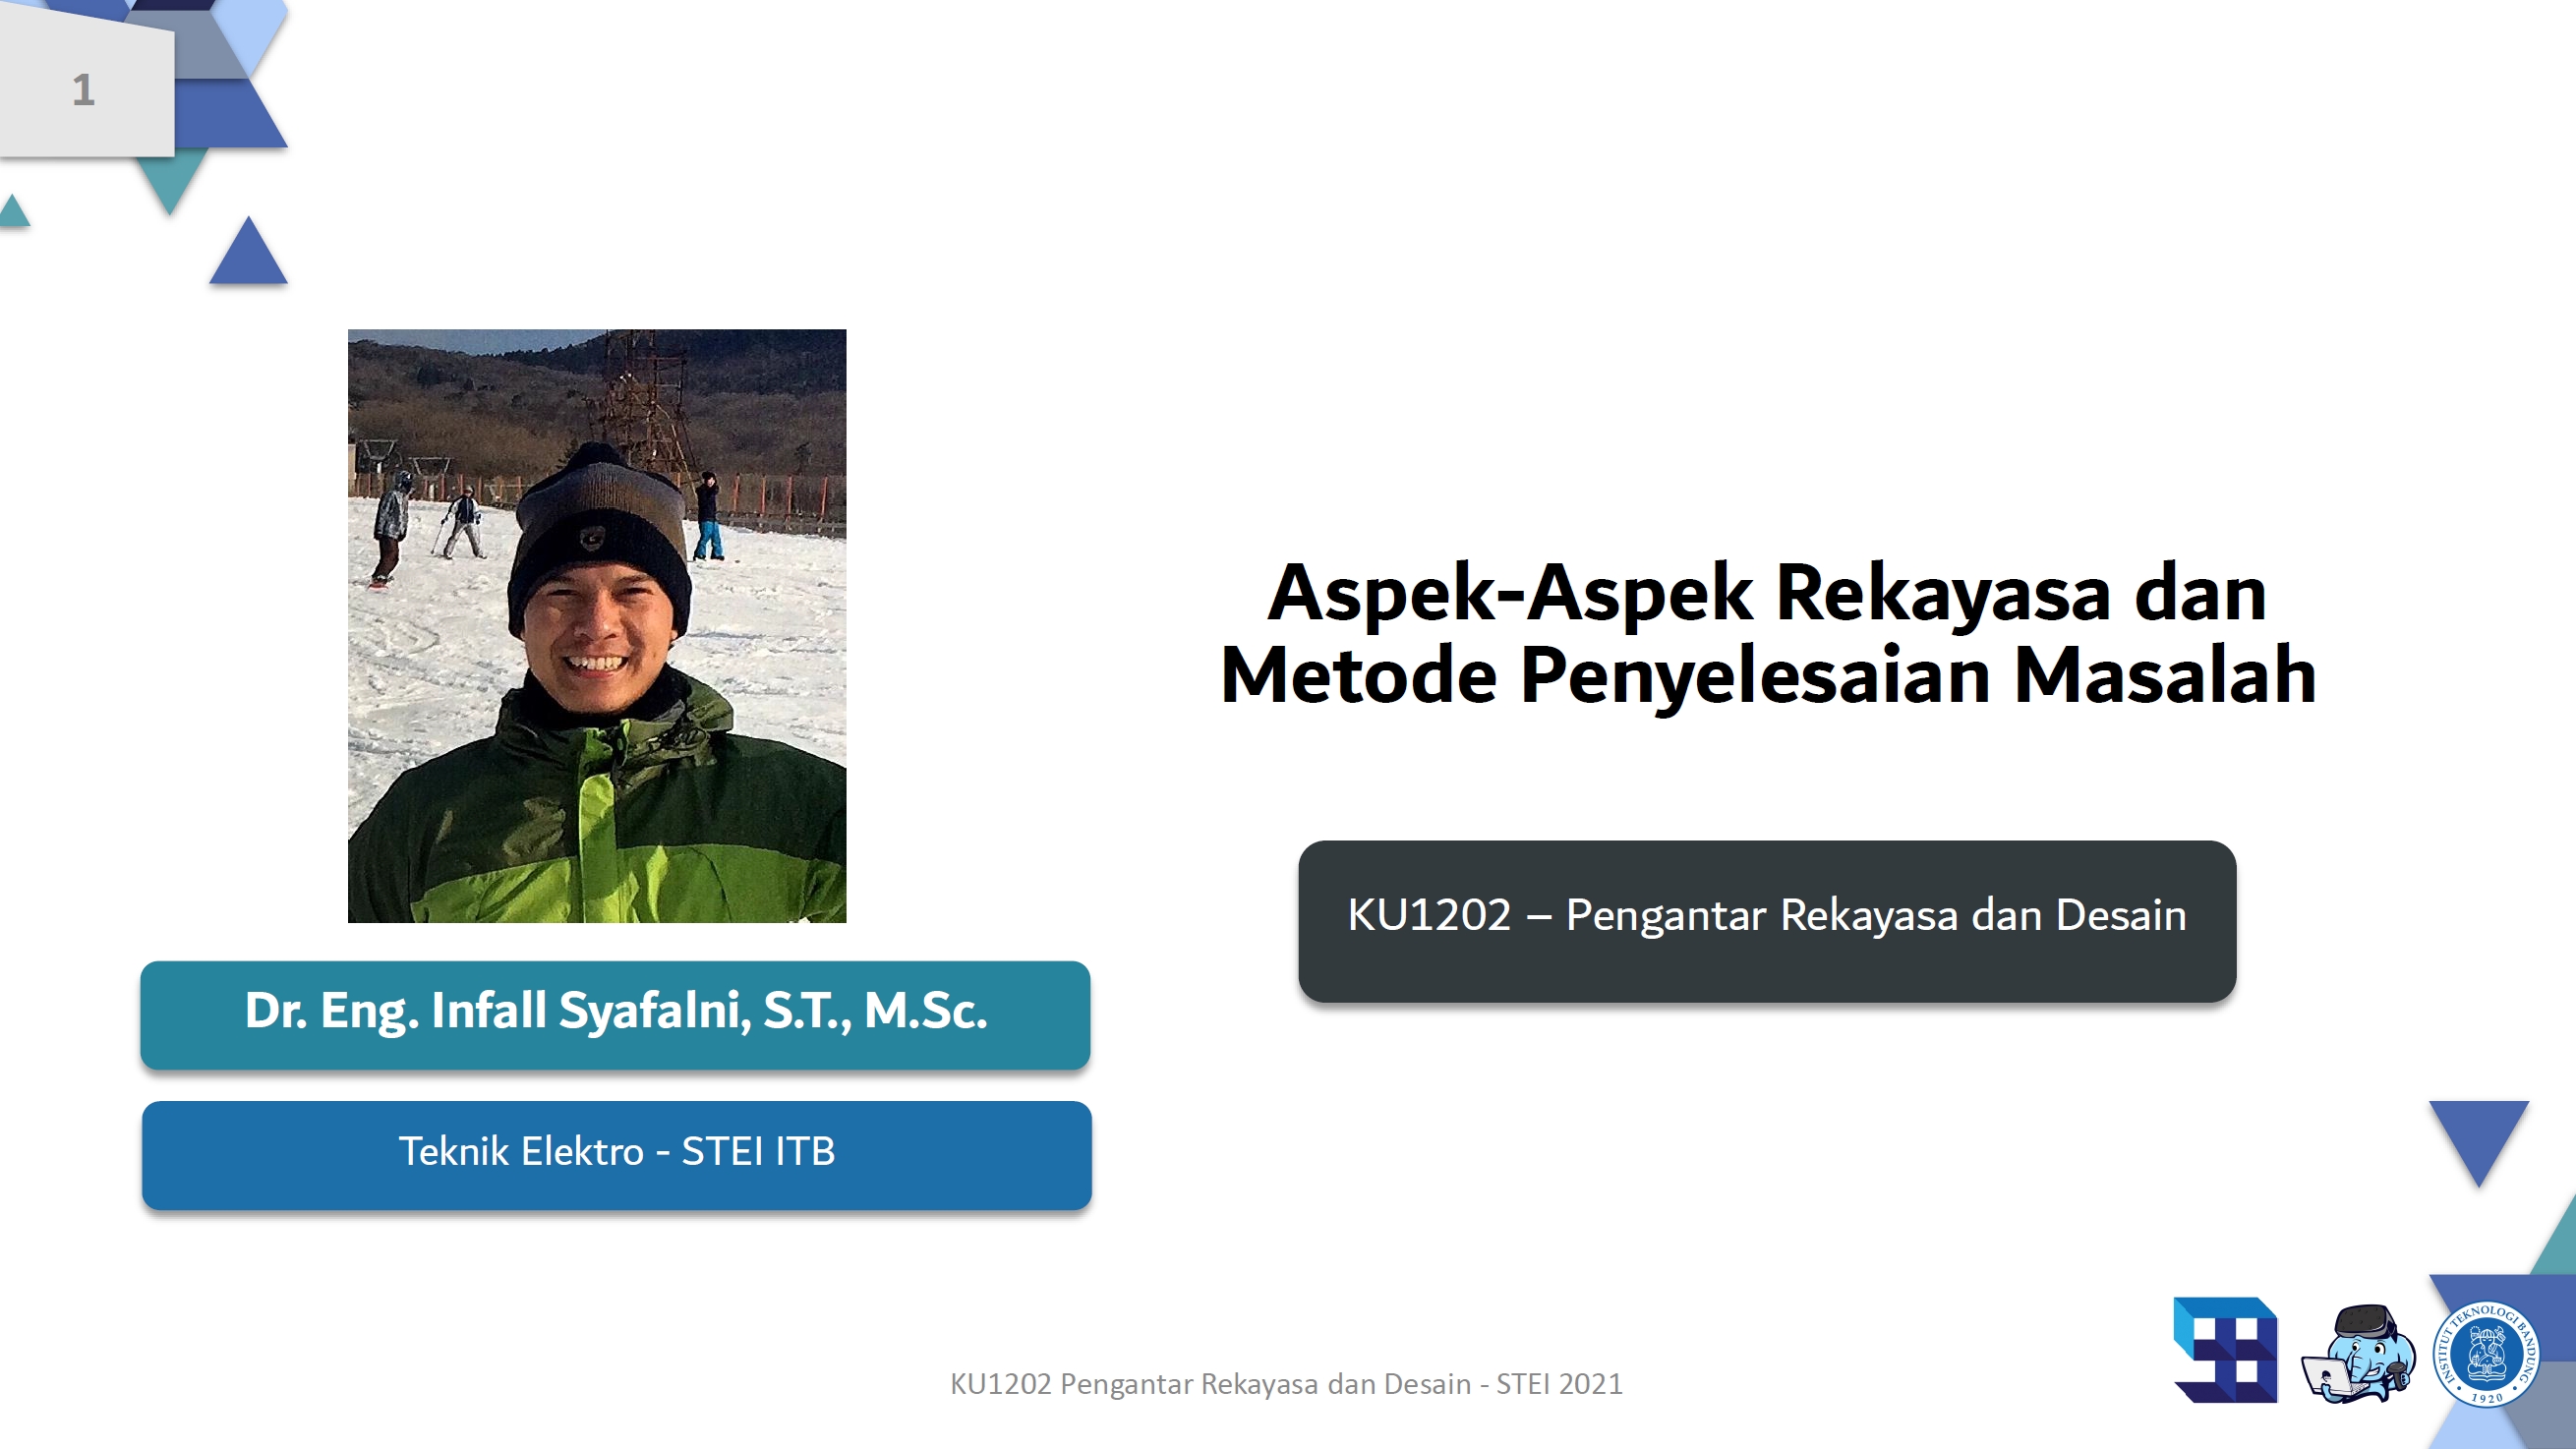 1
Aspek-Aspek Rekayasa dan
Metode Penyelesaian Masalah
KU1202 – Pengantar Rekayasa dan Desain
Dr. Eng. Infall Syafalni, S.T., M.Sc.
Teknik Elektro - STEI ITB
KU1202 Pengantar Rekayasa dan Desain - STEI 2021
INSTITUT TEKNOLOGI BANDUNG
1920